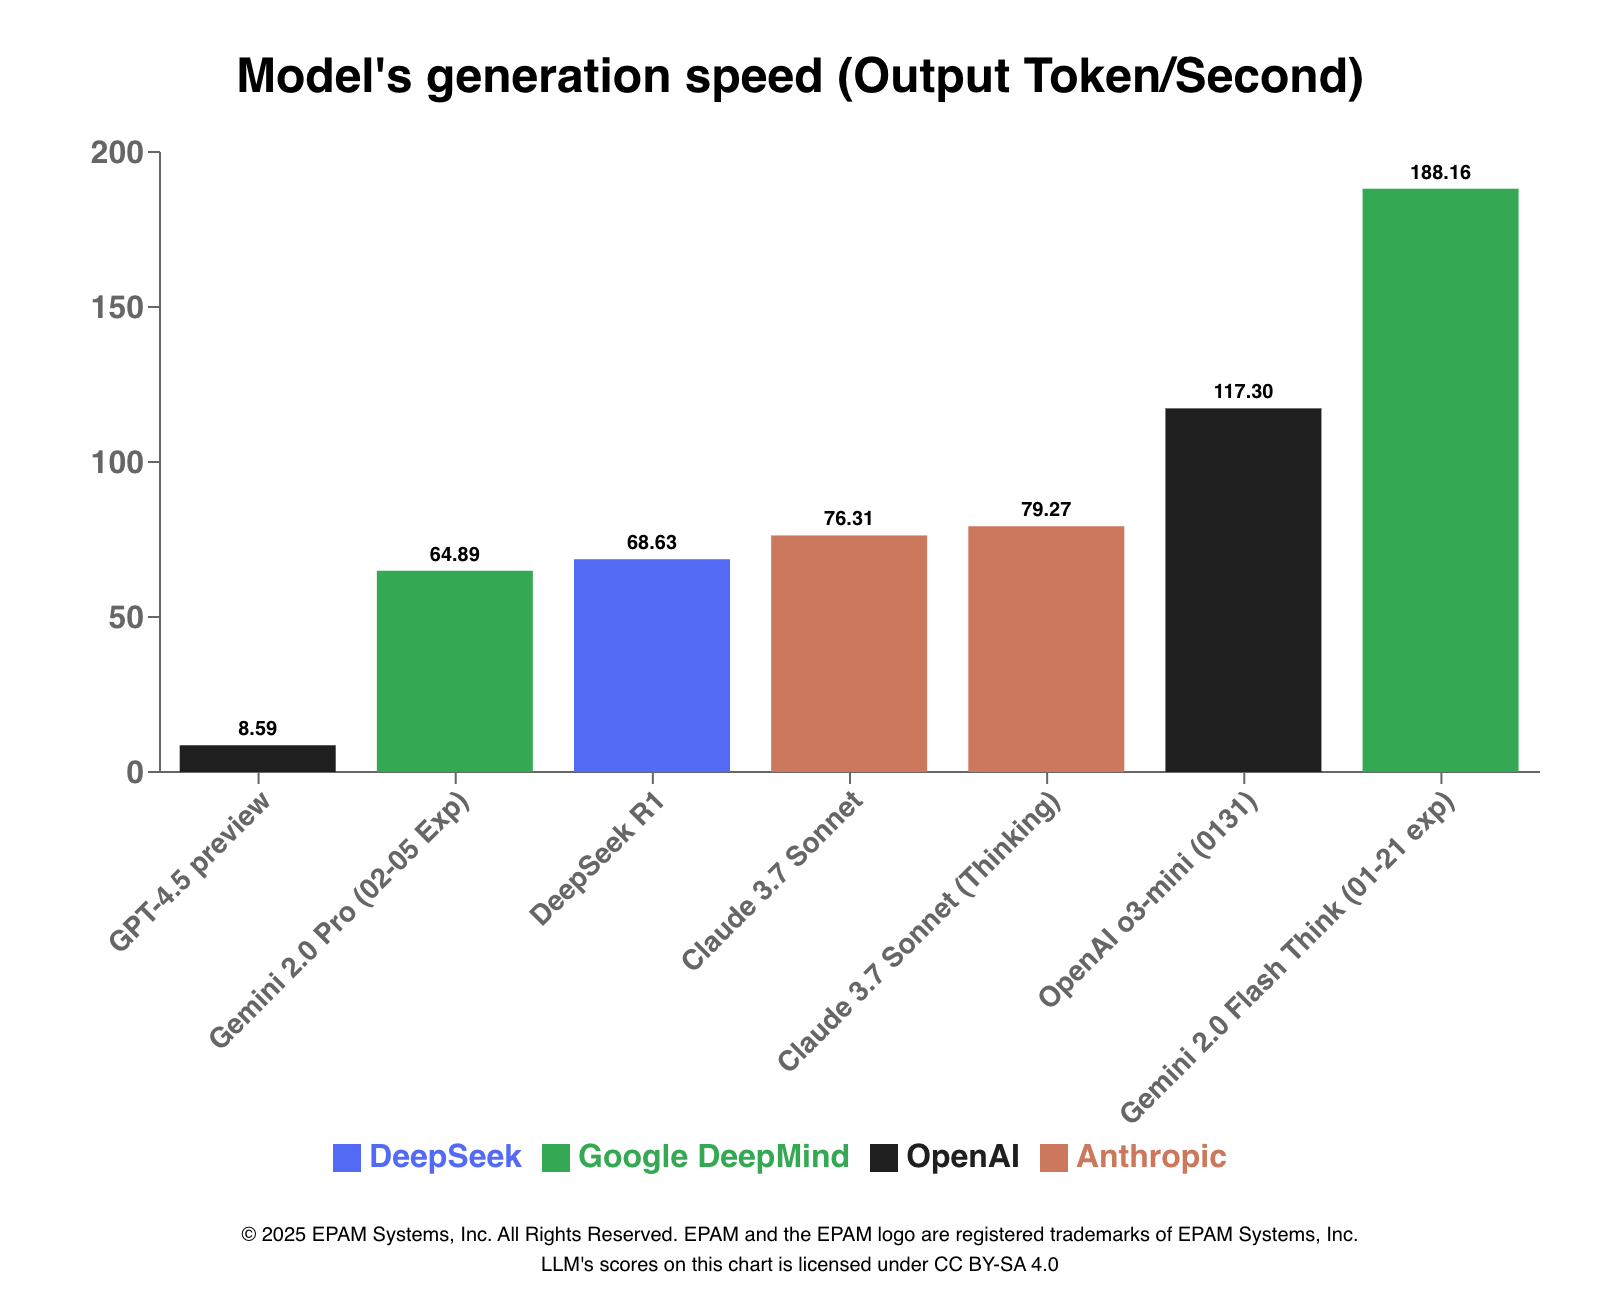 Model's generation speed (Output Token/Second)
200
150
100
50
0
8.59
64.89
68.63
76.31
79.27
117.30
188.16
GPT-4.5 preview
Gemini 2.0 Pro (02-05 Exp)
DeepSeek R1
Claude 3.7 Sonnet
Claude 3.7 Sonnet (Thinking)
OpenAI o3-mini (0131)
Gemini 2.0 Flash Think (01-21 exp)
DeepSeek Google DeepMind OpenAI Anthropic
© 2025 EPAM Systems, Inc. All Rights Reserved. EPAM and the EPAM logo are registered trademarks of EPAM Systems, Inc.
LLM's scores on this chart is licensed under CC BY-SA 4.0